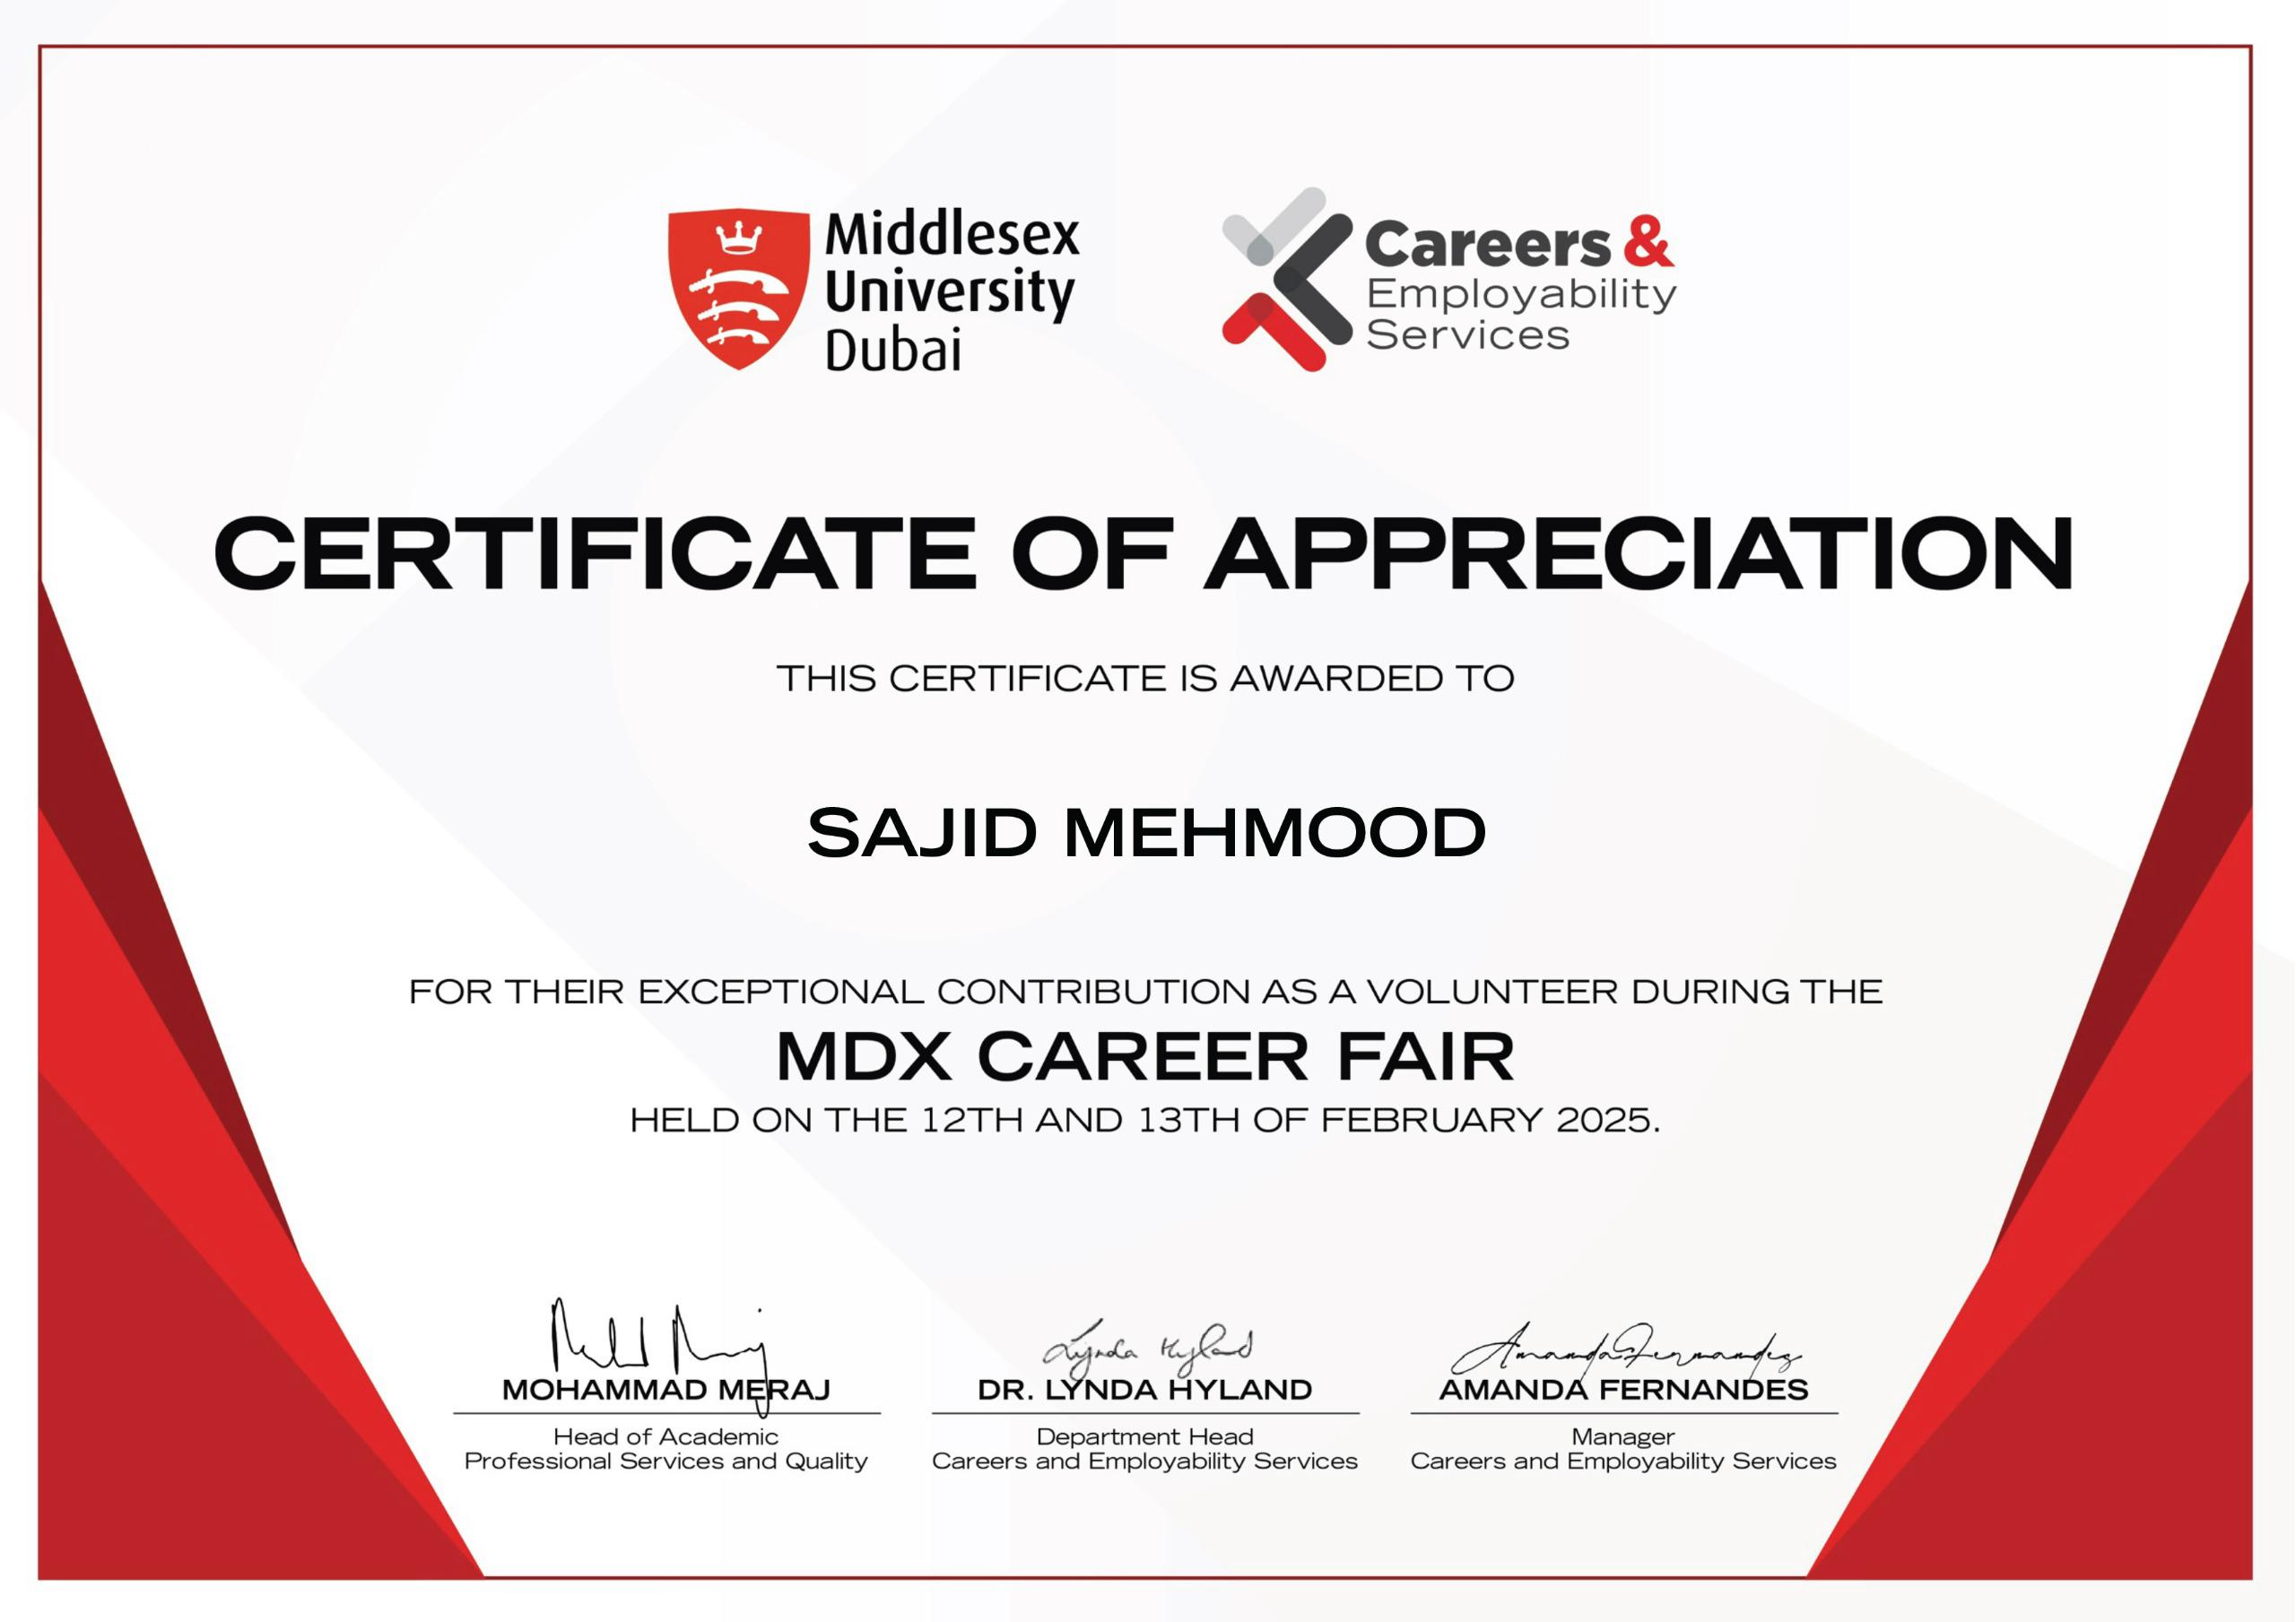 Middlesex
University
Dubai
Careers &
Employability
Services
CERTIFICATE OF APPRECIATION
THIS CERTIFICATE IS AWARDED TO
SAJID MEHMOOD
FOR THEIR EXCEPTIONAL CONTRIBUTION AS A VOLUNTEER DURING THE
MDX CAREER FAIR
HELD ON THE 12TH AND 13TH OF FEBRUARY 2025.
Lynda Hyland
Amanda Fernandes
MOHAMMAD MERAJ
Head of Academic
Professional Services and Quality
DR. LYNDA HYLAND
Department Head
Careers and Employability Services
AMANDA FERNANDES
Manager
Careers and Employability Services